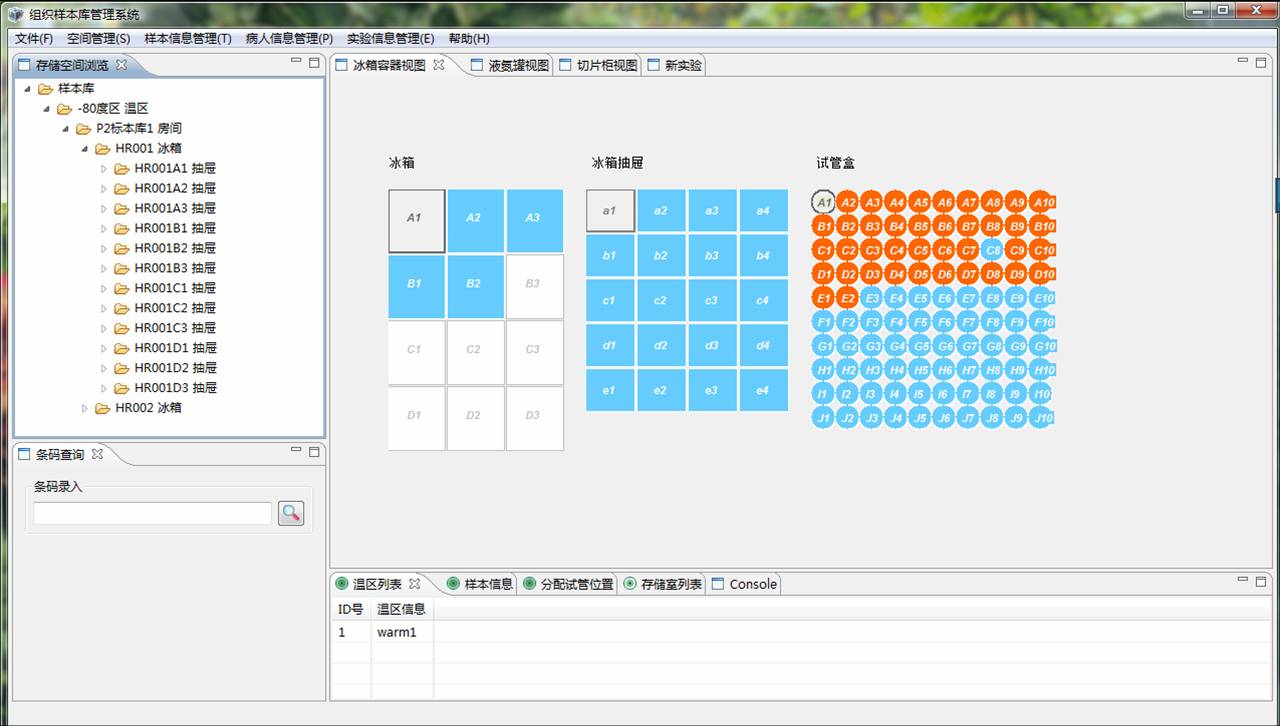 组织样本库管理系统
文件(F) 空间管理(S) 样本信息管理(T) 病人信息管理(P) 实验信息管理(E) 帮助(H)
存储空间浏览
样本库
-80度区 温区
P2标本库1 房间
HR001 冰箱
HR001A1 抽屉
HR001A2 抽屉
HR001A3 抽屉
HR001B1 抽屉
HR001B2 抽屉
HR001B3 抽屉
HR001C1 抽屉
HR001C2 抽屉
HR001C3 抽屉
HR001D1 抽屉
HR001D2 抽屉
HR001D3 抽屉
HR002 冰箱
条码查询
条码录入
冰箱容器视图 液氮罐视图 切片柜视图 新实验
冰箱
A1 A2 A3
B1 B2 B3
C1 C2 C3
D1 D2 D3
冰箱抽屉
a1 a2 a3 a4
b1 b2 b3 b4
c1 c2 c3 c4
d1 d2 d3 d4
e1 e2 e3 e4
试管盒
A1 A2 A3 A4 A5 A6 A7 A8 A9 A10
B1 B2 B3 B4 B5 B6 B7 B8 B9 B10
C1 C2 C3 C4 C5 C6 C7 C8 C9 C10
D1 D2 D3 D4 D5 D6 D7 D8 D9 D10
E1 E2 E3 E4 E5 E6 E7 E8 E9 E10
F1 F2 F3 F4 F5 F6 F7 F8 F9 F10
G1 G2 G3 G4 G5 G6 G7 G8 G9 G10
H1 H2 H3 H4 H5 H6 H7 H8 H9 H10
I1 I2 I3 I4 I5 I6 I7 I8 I9 I10
J1 J2 J3 J4 J5 J6 J7 J8 J9 J10
温区列表 样本信息 分配试管位置 存储室列表 Console
ID号 温区信息
1 warm1